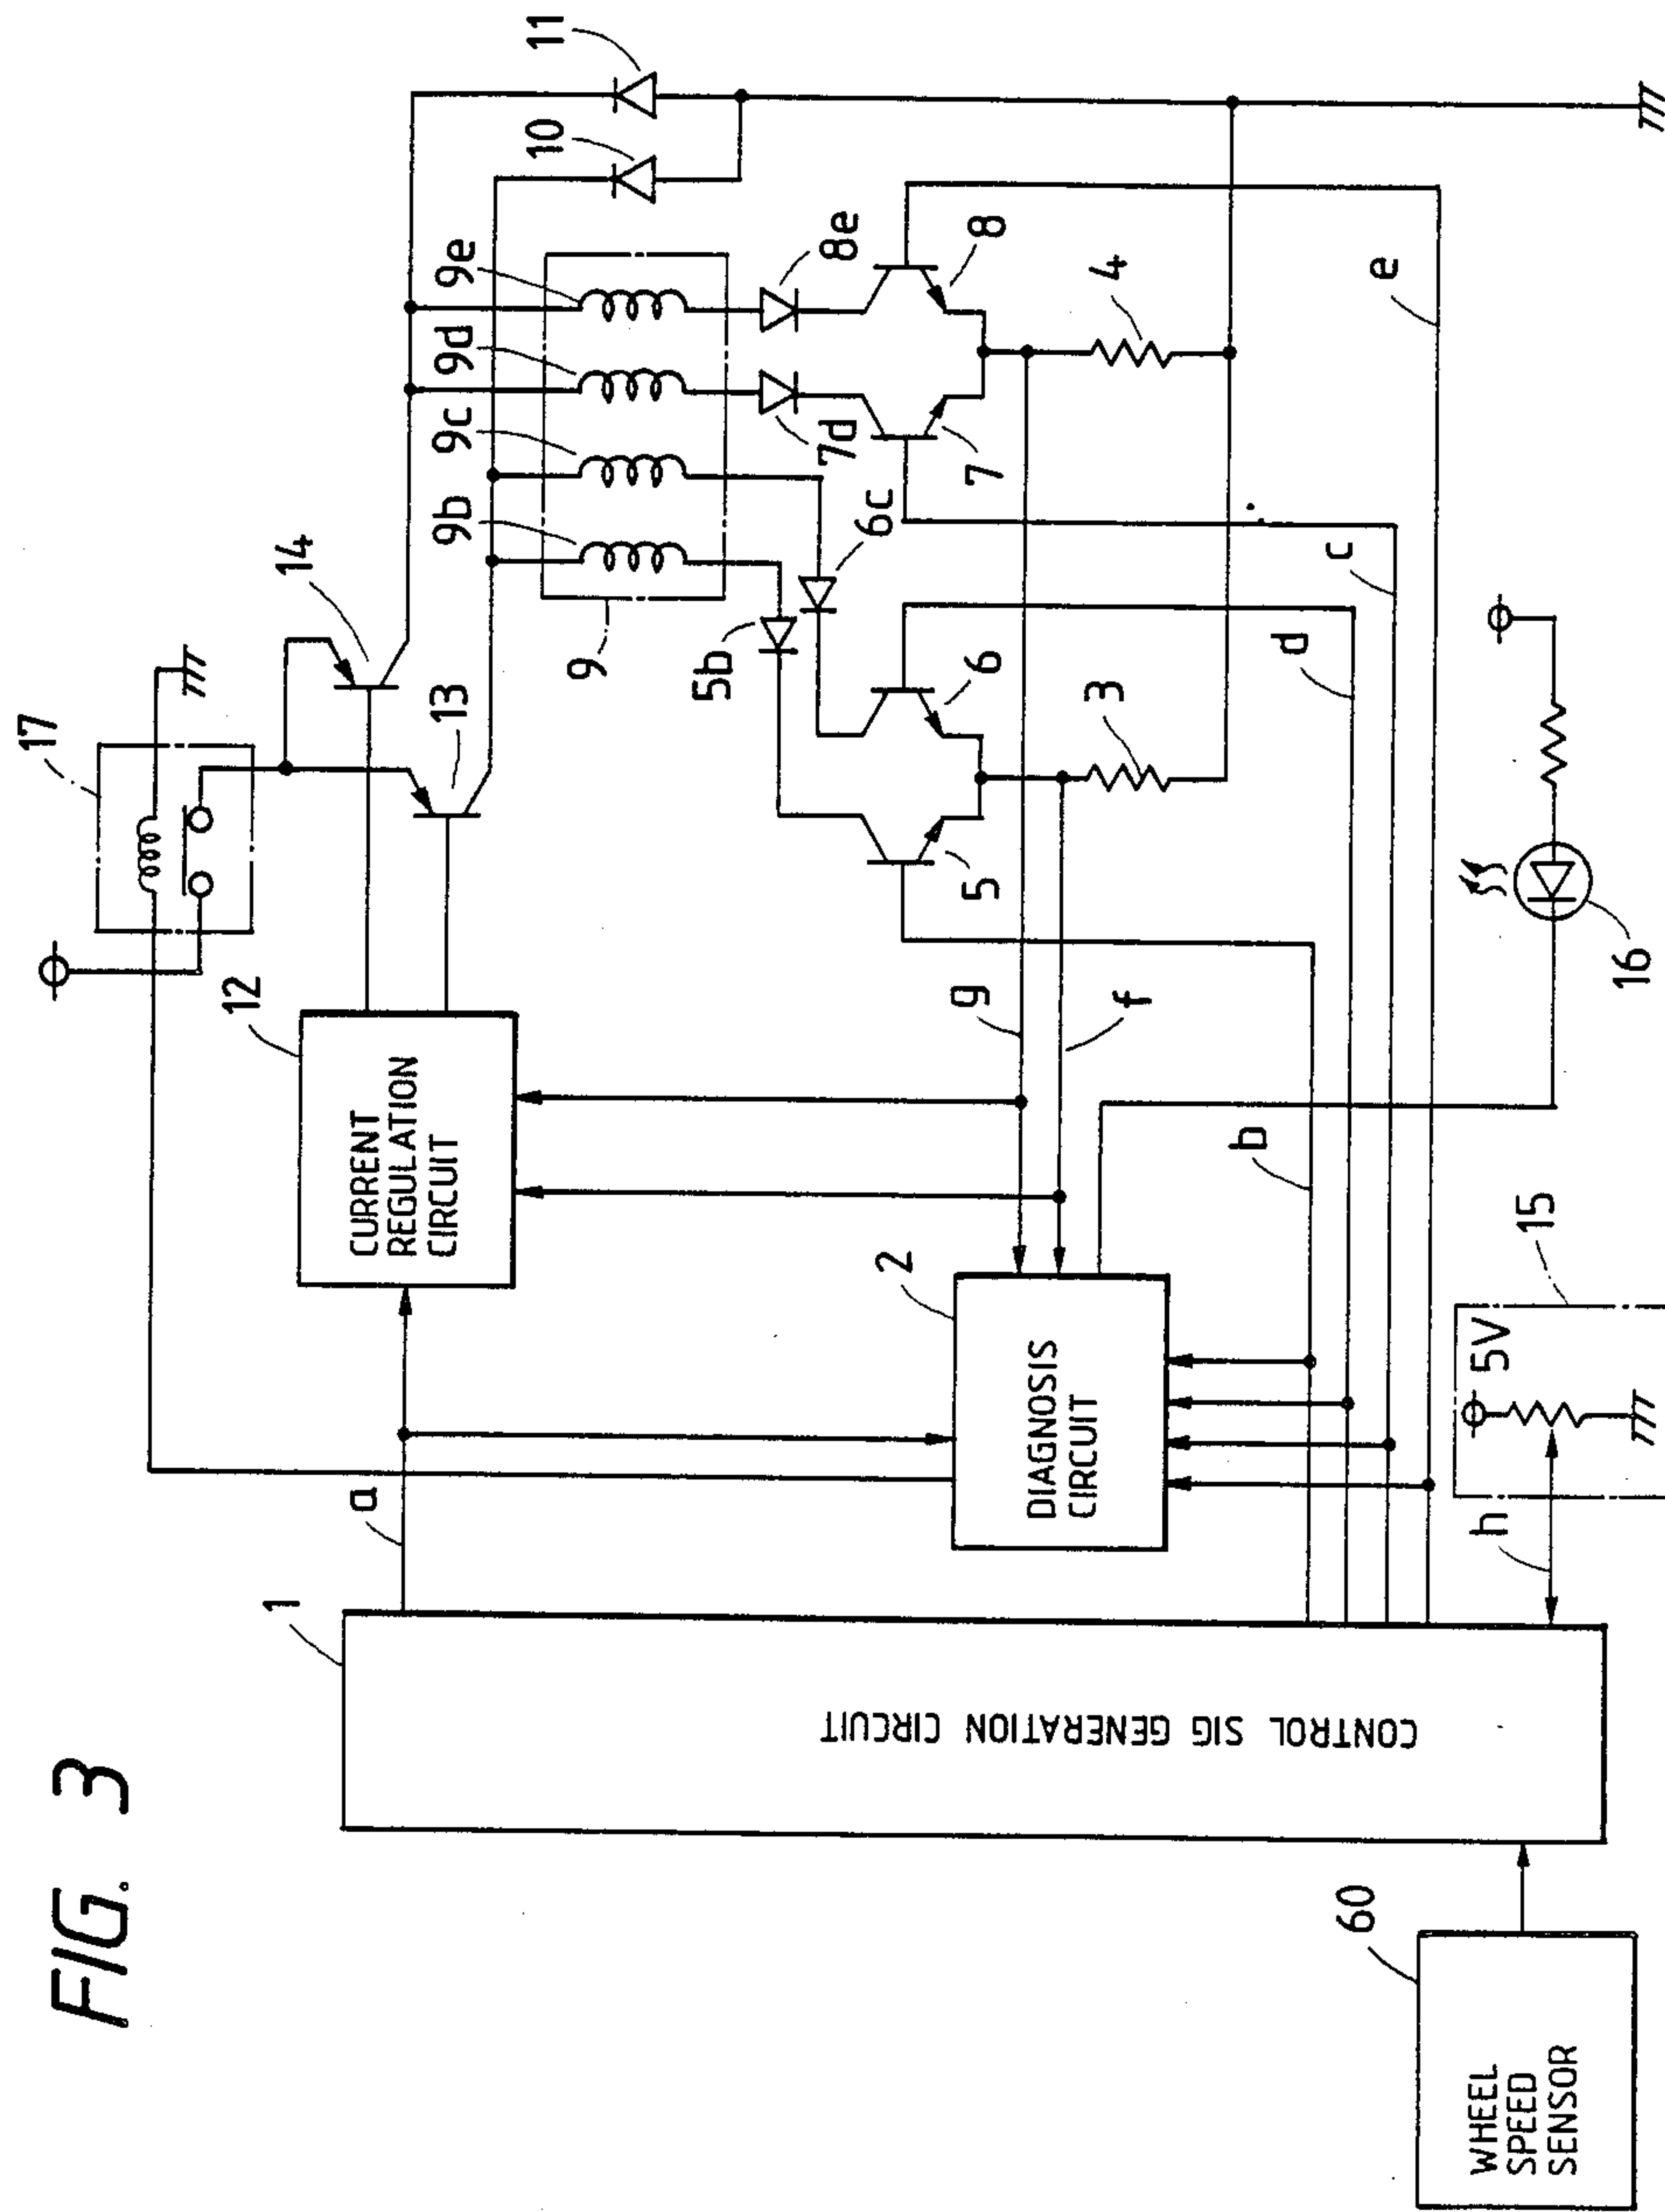 FIG. 3
17
1
a
12
14
CURRENT
REGULATION
CIRCUIT
13
9b
9c
9d
9e
11
10
9
5b
6c
7d
8e
2
g
f
5
6
7
8
DIAGNOSIS
CIRCUIT
3
4
CONTROL SIG GENERATION CIRCUIT
b
d
c
e
60
h
5V
15
16
WHEEL
SPEED
SENSOR